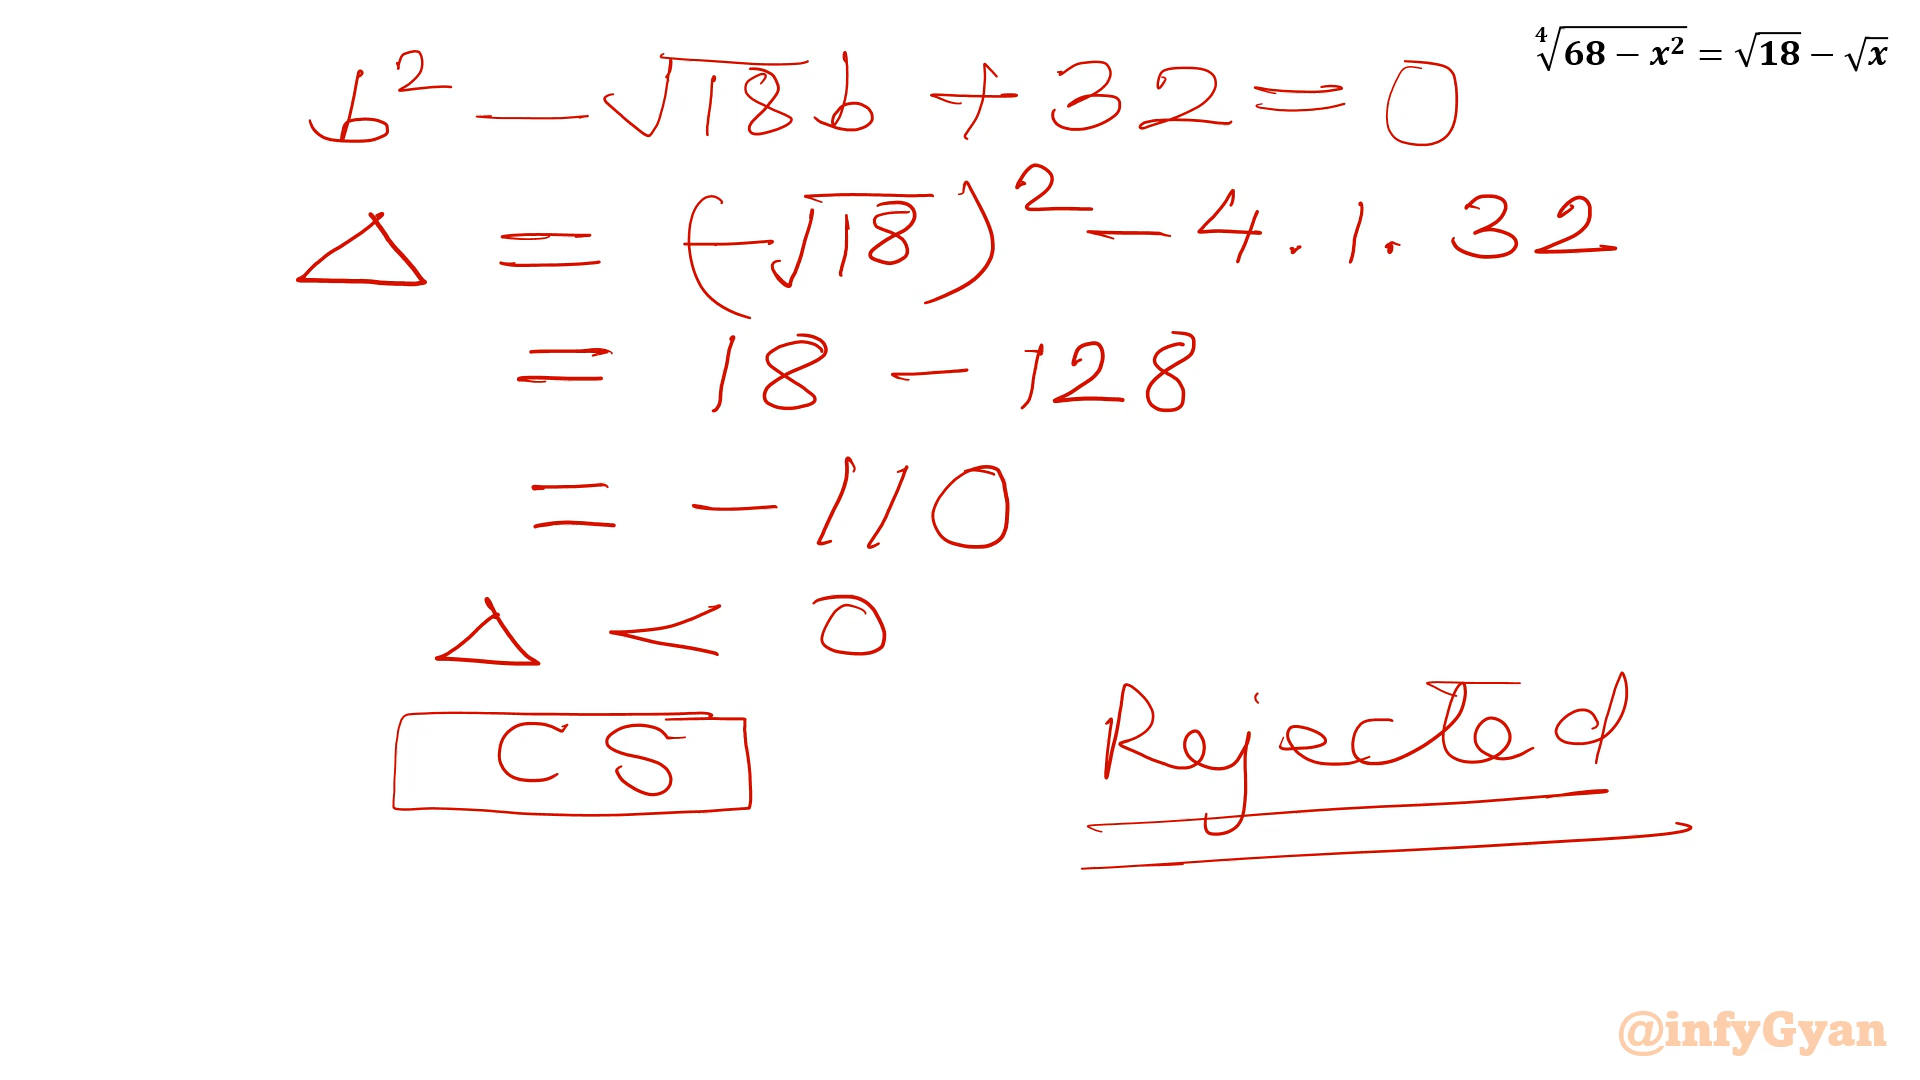 b² - √18 b + 32 = 0
∜(68 − x²) = √18 − √x
Δ = (-√18)² - 4 . 1 . 32
= 18 - 128
= - 110
Δ < 0
CS
Rejected
@infyGyan